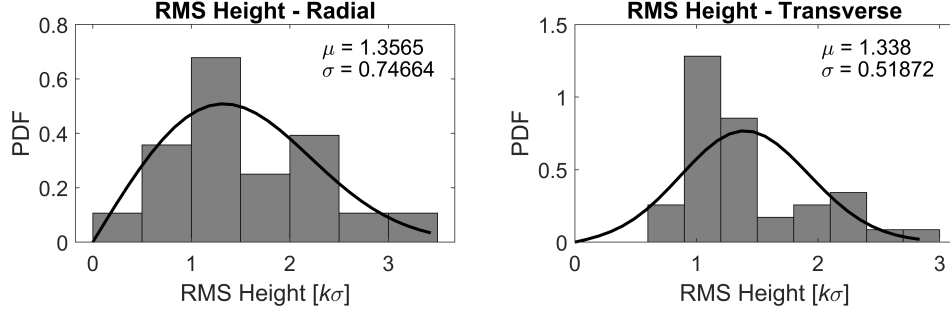 RMS Height - Radial
μ = 1.3565
σ = 0.74664
PDF
0.8
0.6
0.4
0.2
0
0 1 2 3
RMS Height [kσ]
RMS Height - Transverse
μ = 1.338
σ = 0.51872
PDF
1.5
1
0.5
0
0 1 2 3
RMS Height [kσ]